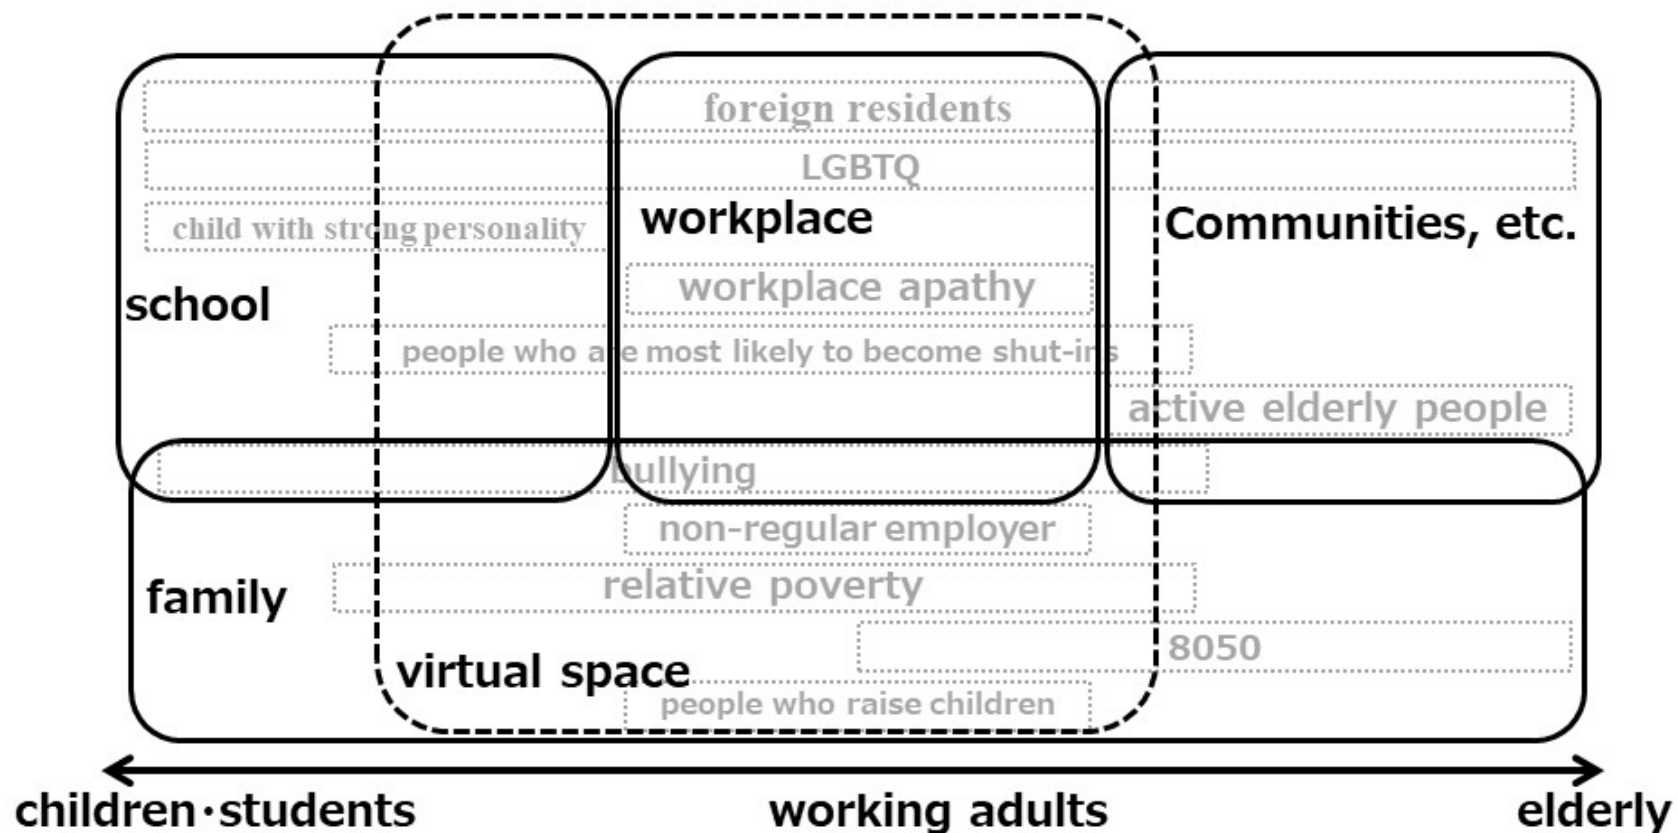 foreign residents
LGBTQ
workplace
Communities, etc.
child with strong personality
workplace apathy
school
people who are most likely to become shut-ins
active elderly people
bullying
non-regular employer
relative poverty
family
8050
virtual space
people who raise children
children·students
working adults
elderly